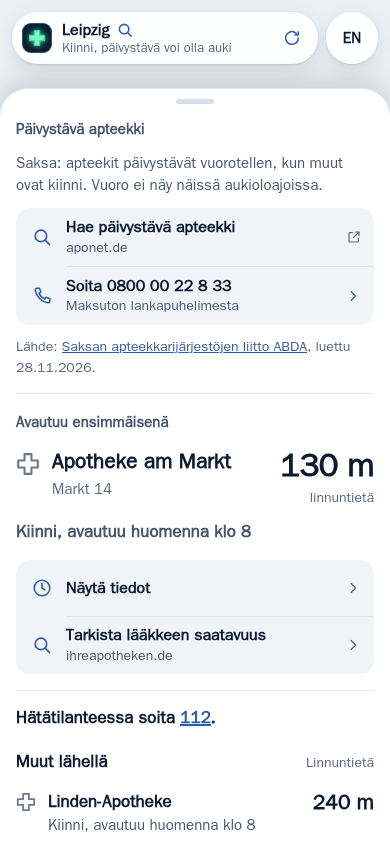 Leipzig
Kiinni, päivystävä voi olla auki
EN
Päivystävä apteekki
Saksa: apteekit päivystävät vuorotellen, kun muut
ovat kiinni. Vuoro ei näy näissä aukioloajoissa.
Hae päivystävä apteekki
aponet.de
Soita 0800 00 22 8 33
Maksuton lankapuhelimesta
Lähde: Saksan apteekkarijärjestöjen liitto ABDA, luettu
28.11.2026.
Avautuu ensimmäisenä
Apotheke am Markt
130 m
Markt 14
linnuntietä
Kiinni, avautuu huomenna klo 8
Näytä tiedot
Tarkista lääkkeen saatavuus
ihreapotheken.de
Hätätilanteessa soita 112.
Muut lähellä
Linnuntietä
Linden-Apotheke
240 m
Kiinni, avautuu huomenna klo 8